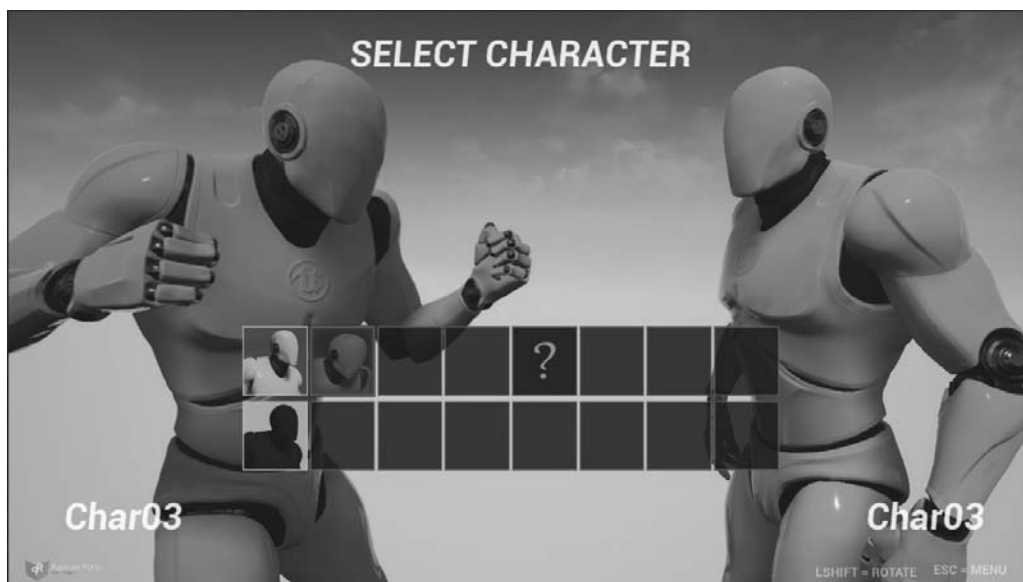 SELECT CHARACTER
?
Char03
Char03
LSHIFT = ROTATE ESC = MENU